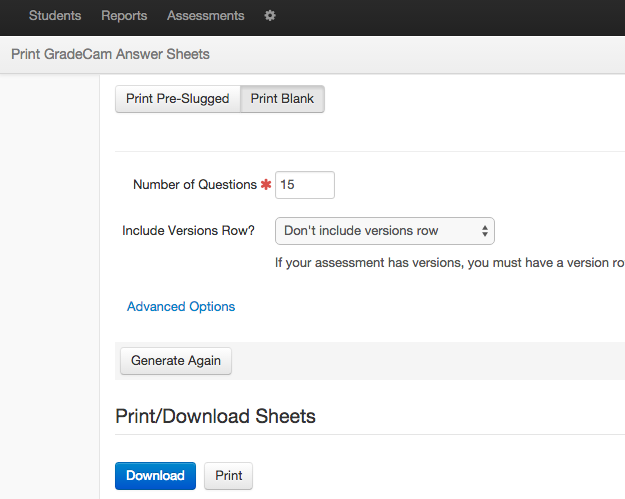 Students Reports Assessments
Print GradeCam Answer Sheets
Print Pre-Slugged Print Blank
Number of Questions ✱ 15
Include Versions Row? Don't include versions row
If your assessment has versions, you must have a version ro
Advanced Options
Generate Again
Print/Download Sheets
Download Print